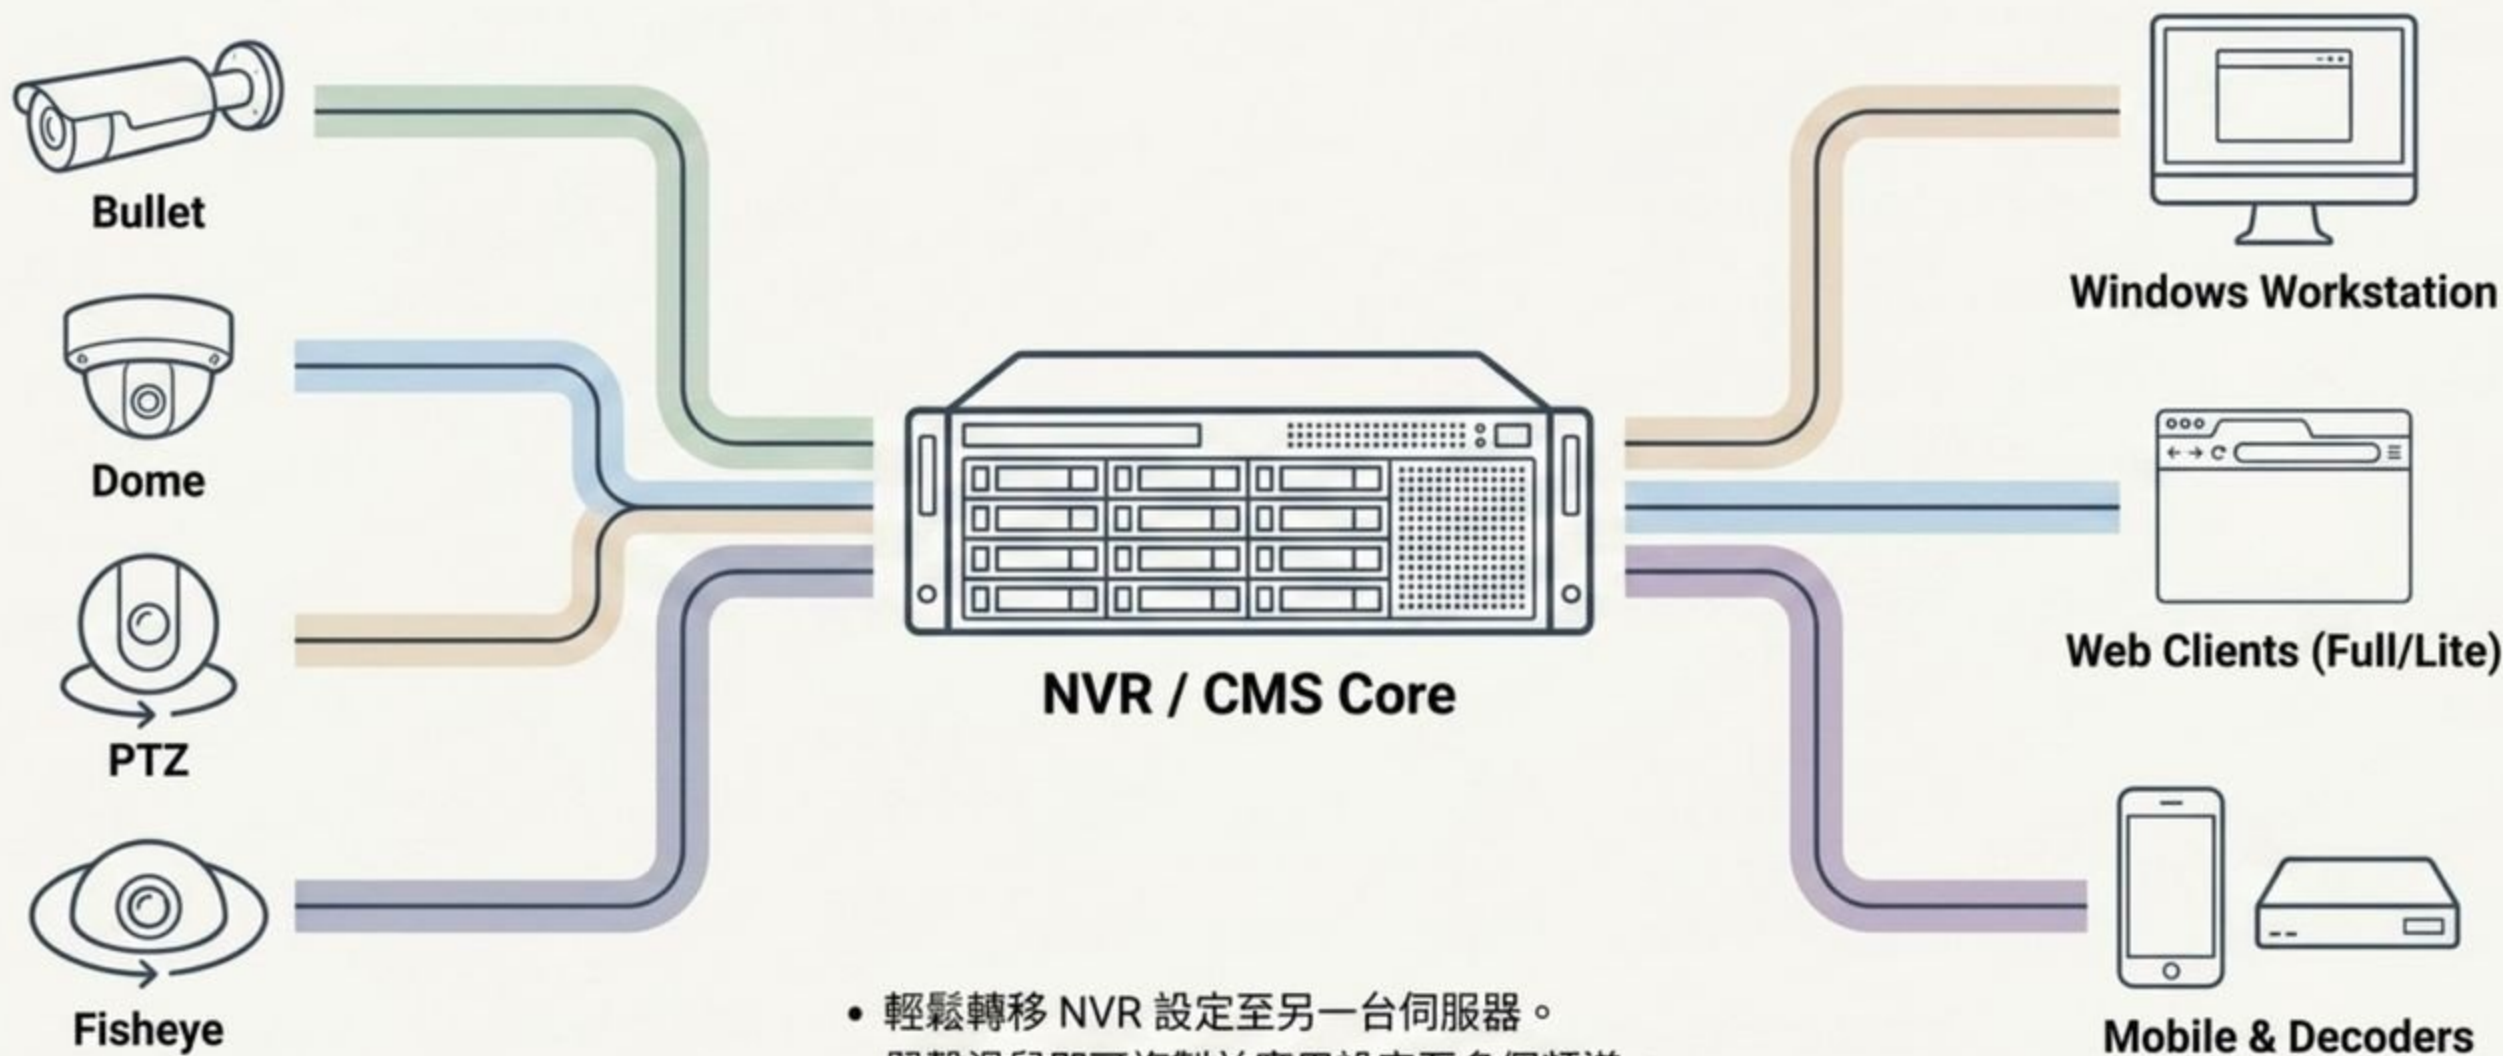 Bullet
Dome
PTZ
Fisheye
NVR / CMS Core
Windows Workstation
Web Clients (Full/Lite)
Mobile & Decoders
• 輕鬆轉移 NVR 設定至另一台伺服器。